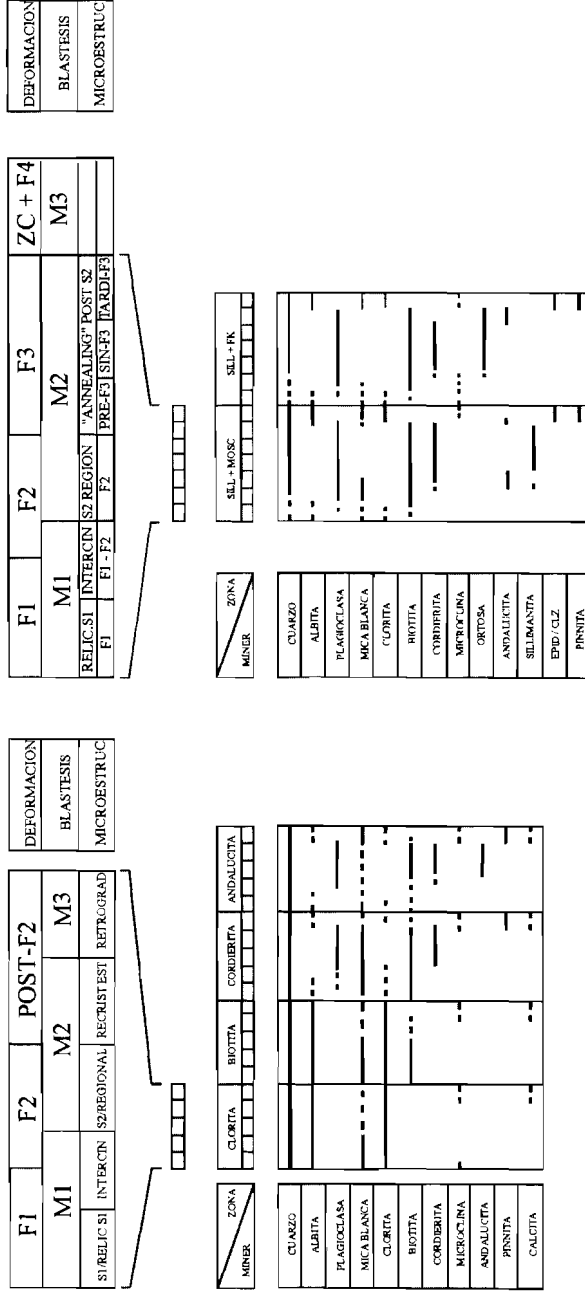 F1 F2 POST-F2 DEFORMACION
M1 M2 M3 BLASTESIS
S1/RELIC S1 INTERCIN S2/REGIONAL RECRIST EST RETROGRAD MICROESTRUC
ZONA
MINER
CLORITA BIOTITA CORDIERITA ANDALUCITA
CUARZO
ALBITA
PLAGIOCLASA
MICA BLANCA
CLORITA
BIOTITA
CORDIERITA
MICROCLINA
ANDALUCITA
PINNITA
CALCITA
F1 F2 F3 ZC + F4 DEFORMACION
M1 M2 M3 BLASTESIS
RELIC.S1 INTERCIN S2 REGION "ANNEALING" POST S2 MICROESTRUC
F1 F1 - F2 F2 PRE-F3 SIN-F3 TARDI-F3
ZONA
MINER
SILL + MOSC SILL + FK
CUARZO
ALBITA
PLAGIOCLASA
MICA BLANCA
CLORITA
BIOTITA
CORDIERITA
MICROCLINA
ORTOSA
ANDALUCITA
SILLIMANITA
EPID / CLZ
PINNITA